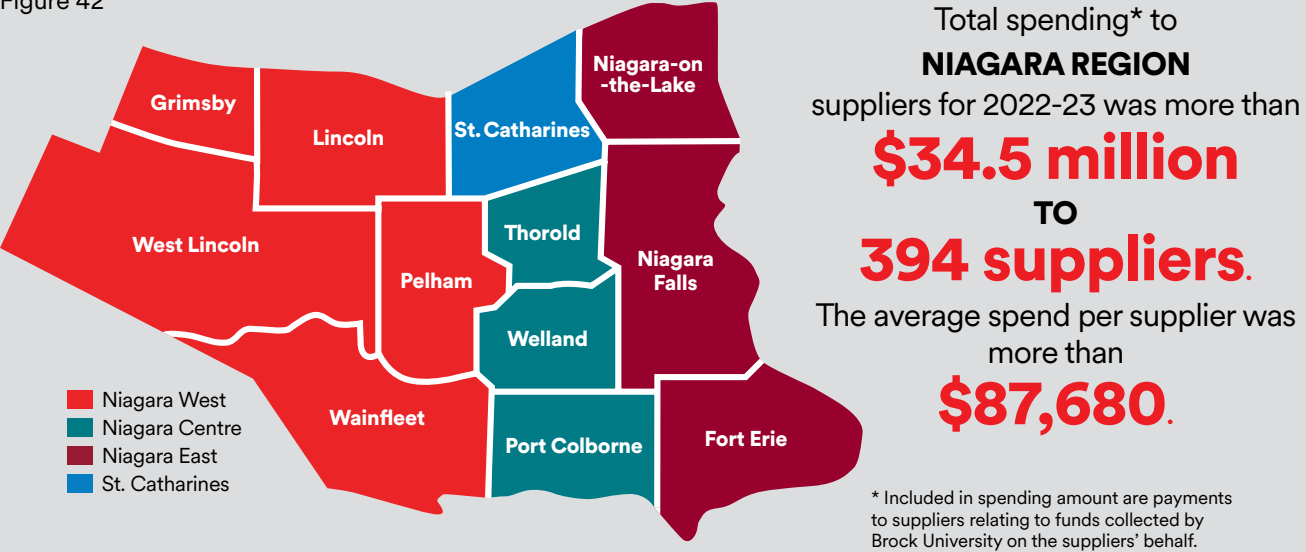 Figure 42
Grimsby
Lincoln
St. Catharines
Niagara-on
-the-Lake
West Lincoln
Pelham
Thorold
Niagara
Falls
Welland
Wainfleet
Port Colborne
Fort Erie
Niagara West
Niagara Centre
Niagara East
St. Catharines
Total spending* to
NIAGARA REGION
suppliers for 2022-23 was more than
$34.5 million
TO
394 suppliers.
The average spend per supplier was
more than
$87,680.
* Included in spending amount are payments
to suppliers relating to funds collected by
Brock University on the suppliers’ behalf.